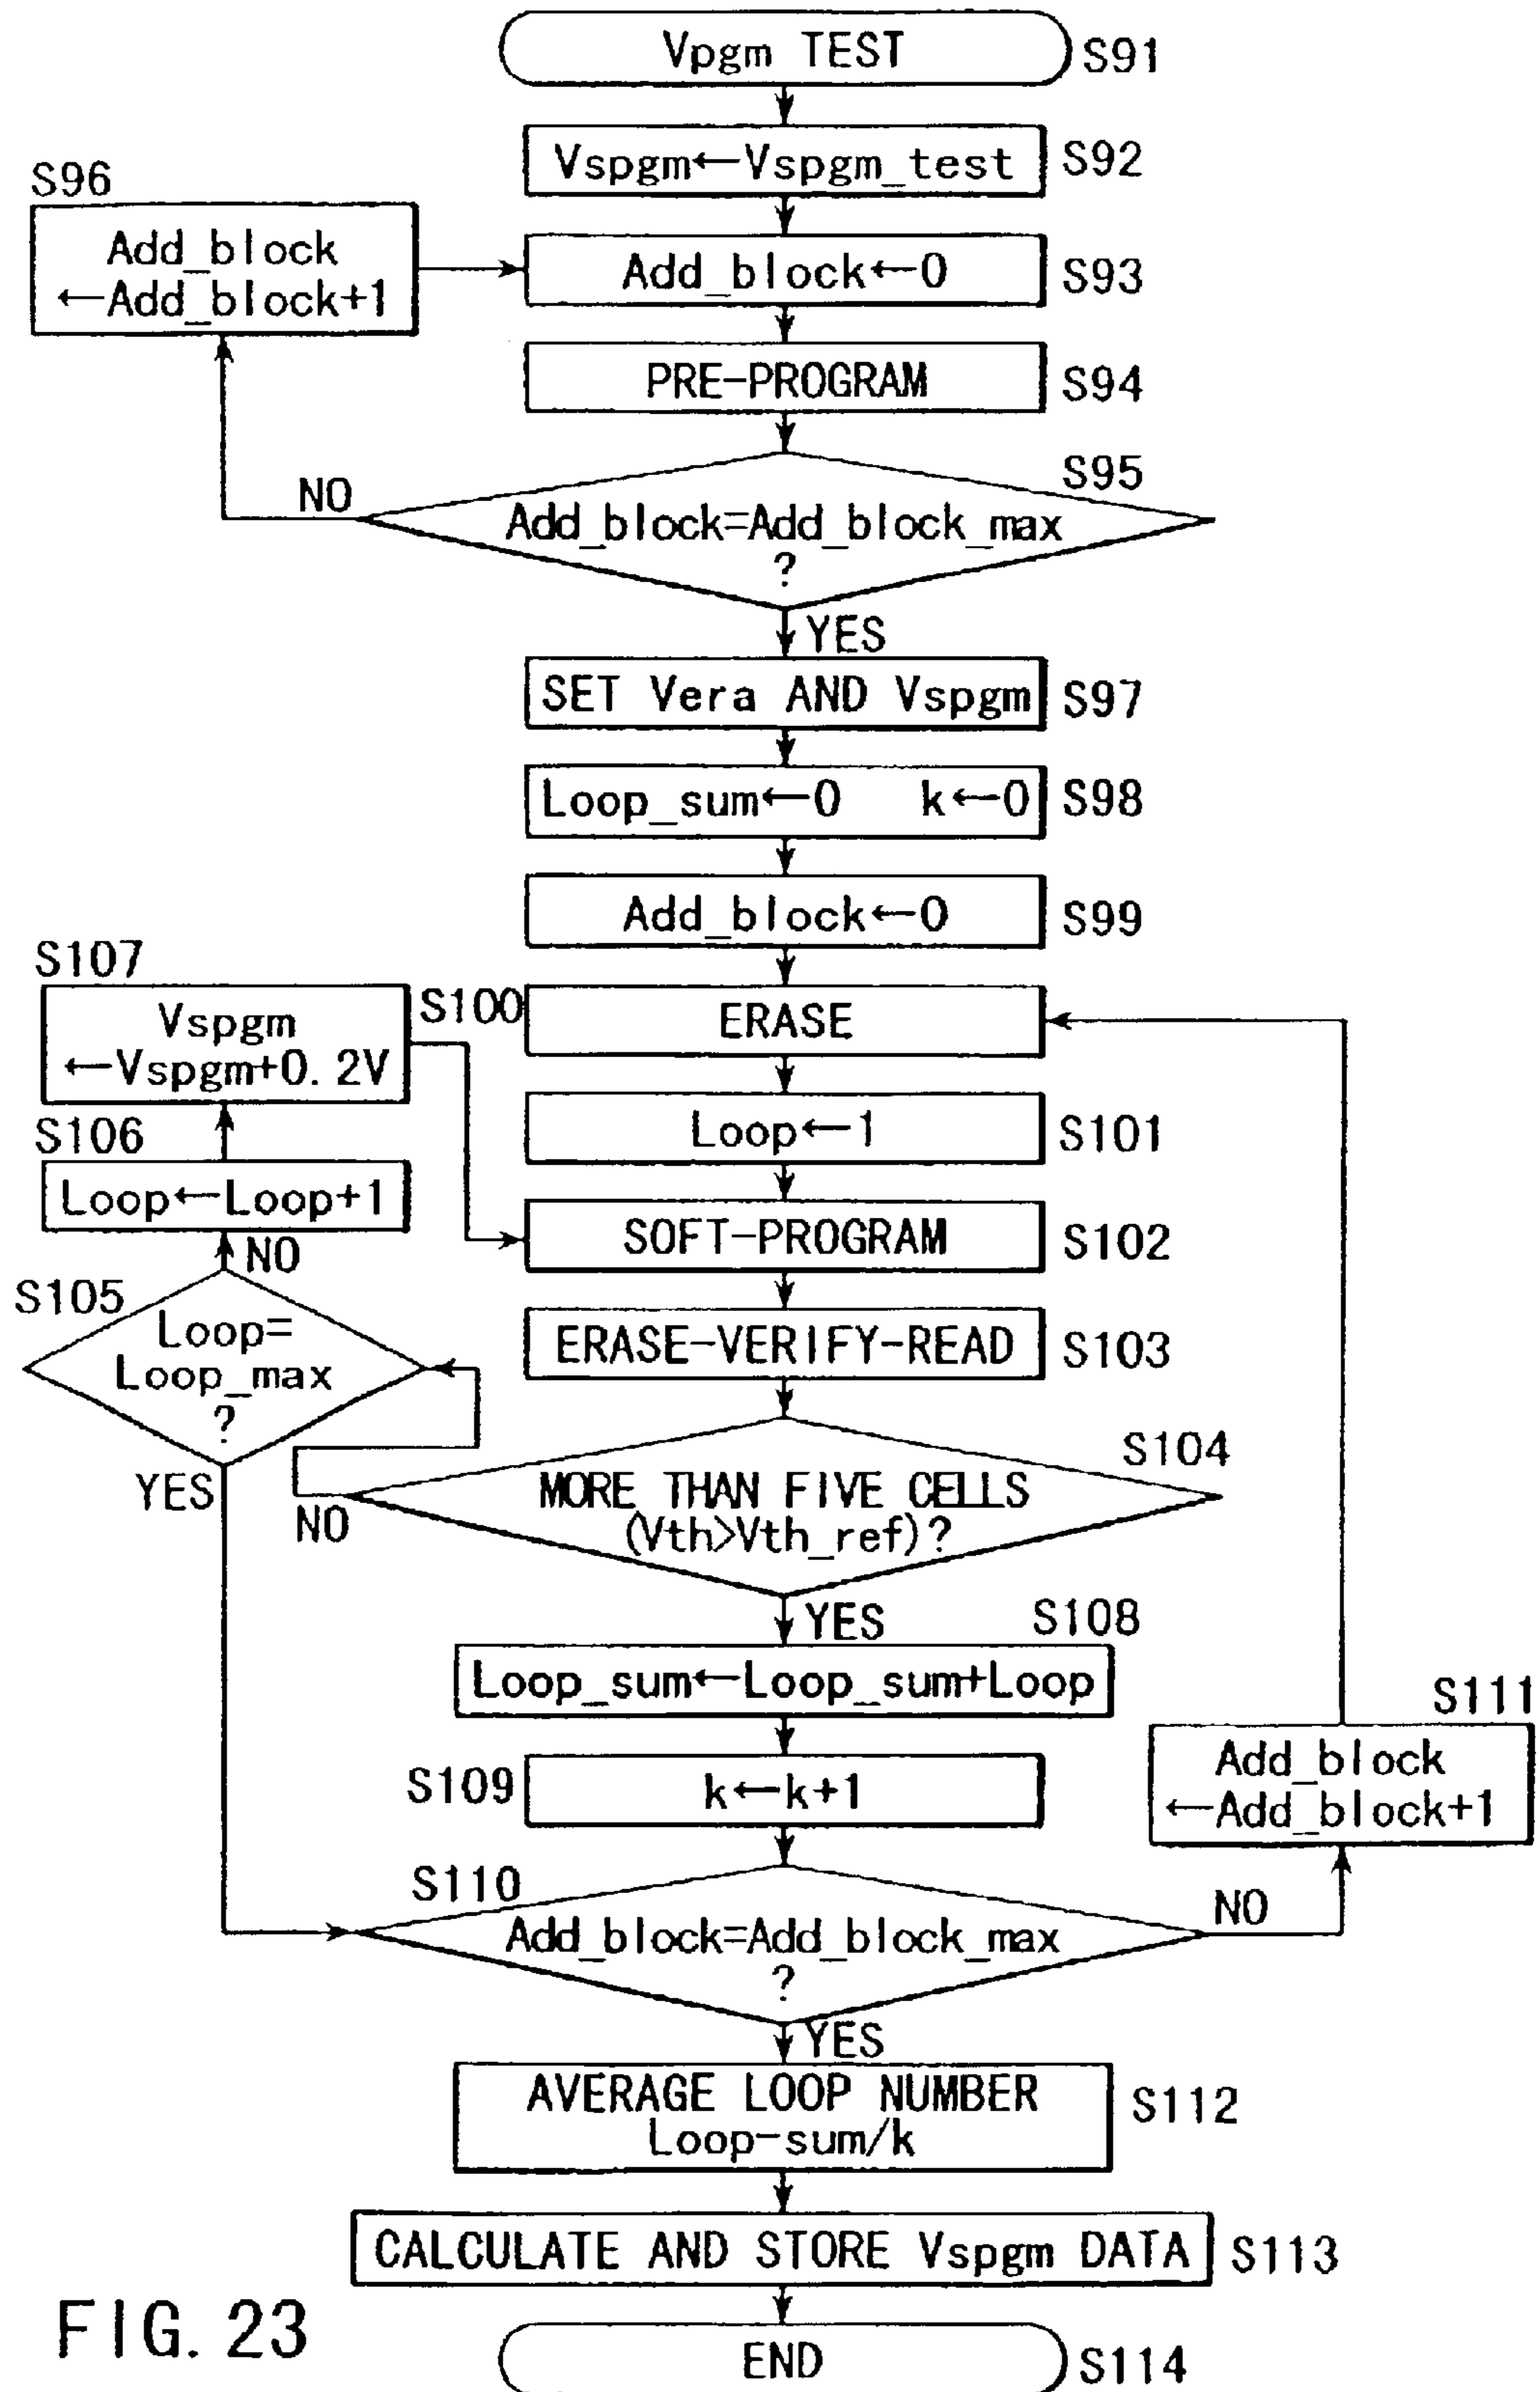 Vpgm TEST
S91
Vspgm←Vspgm_test
S92
S96
Add_block
←Add_block+1
Add_block←0
S93
PRE-PROGRAM
S94
S95
NO
Add_block=Add_block_max
?
YES
SET Vera AND Vspgm
S97
Loop_sum←0 k←0
S98
Add_block←0
S99
S107
Vspgm
←Vspgm+0.2V
S100
ERASE
S106
Loop←Loop+1
Loop←1
S101
NO
SOFT-PROGRAM
S102
S105
Loop=
Loop_max
?
YES
ERASE-VERIFY-READ
S103
S104
MORE THAN FIVE CELLS
(Vth>Vth_ref)?
NO
YES
S108
Loop_sum←Loop_sum+Loop
S111
Add_block
←Add_block+1
S109
k←k+1
S110
NO
Add_block=Add_block_max
?
YES
AVERAGE LOOP NUMBER
Loop-sum/k
S112
CALCULATE AND STORE Vspgm DATA
S113
END
S114
FIG. 23